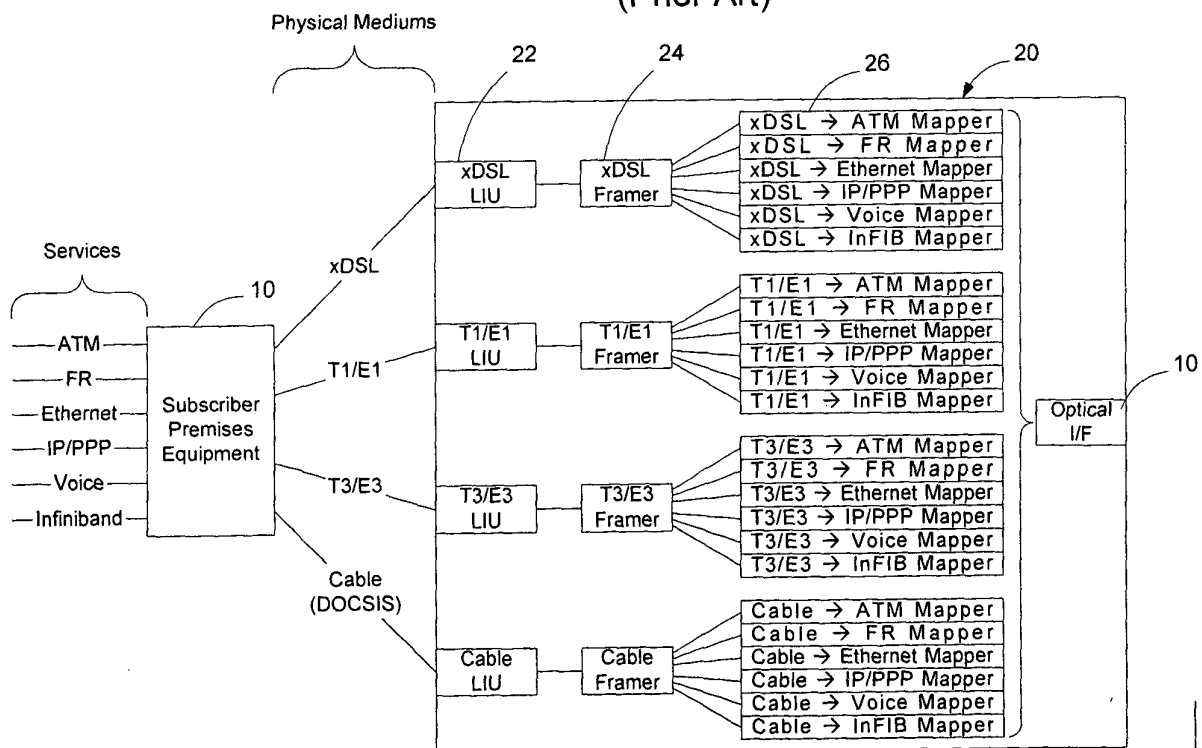 (Prior Art)
Physical Mediums
22
24
26
20
Services
10
ATM
FR
Ethernet
IP/PPP
Voice
Infiniband
Subscriber
Premises
Equipment
xDSL
T1/E1
T3/E3
Cable
(DOCSIS)
xDSL
LIU
xDSL
Framer
xDSL → ATM Mapper
xDSL → FR Mapper
xDSL → Ethernet Mapper
xDSL → IP/PPP Mapper
xDSL → Voice Mapper
xDSL → InFIB Mapper
T1/E1
LIU
T1/E1
Framer
T1/E1 → ATM Mapper
T1/E1 → FR Mapper
T1/E1 → Ethernet Mapper
T1/E1 → IP/PPP Mapper
T1/E1 → Voice Mapper
T1/E1 → InFIB Mapper
T3/E3
LIU
T3/E3
Framer
T3/E3 → ATM Mapper
T3/E3 → FR Mapper
T3/E3 → Ethernet Mapper
T3/E3 → IP/PPP Mapper
T3/E3 → Voice Mapper
T3/E3 → InFIB Mapper
Cable
LIU
Cable
Framer
Cable → ATM Mapper
Cable → FR Mapper
Cable → Ethernet Mapper
Cable → IP/PPP Mapper
Cable → Voice Mapper
Cable → InFIB Mapper
10
Optical
I/F